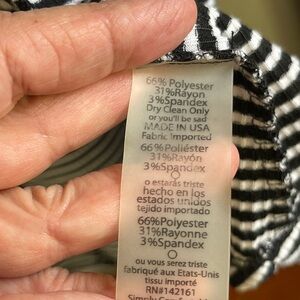 66% Polyester
31%Rayon
3%Spandex
Dry Clean Only
or you'll be sad
MADE IN USA
Fabric Imported
66%Poliéster
31%Rayón
3%Spandex
o estarás triste
hecho en los
estados unidos
tejido importado
66%Polyester
31%Rayonne
3%Spandex
ou vous serez triste
fabriqué aux Etats-Unis
tissu importé
RN#142161
Simply